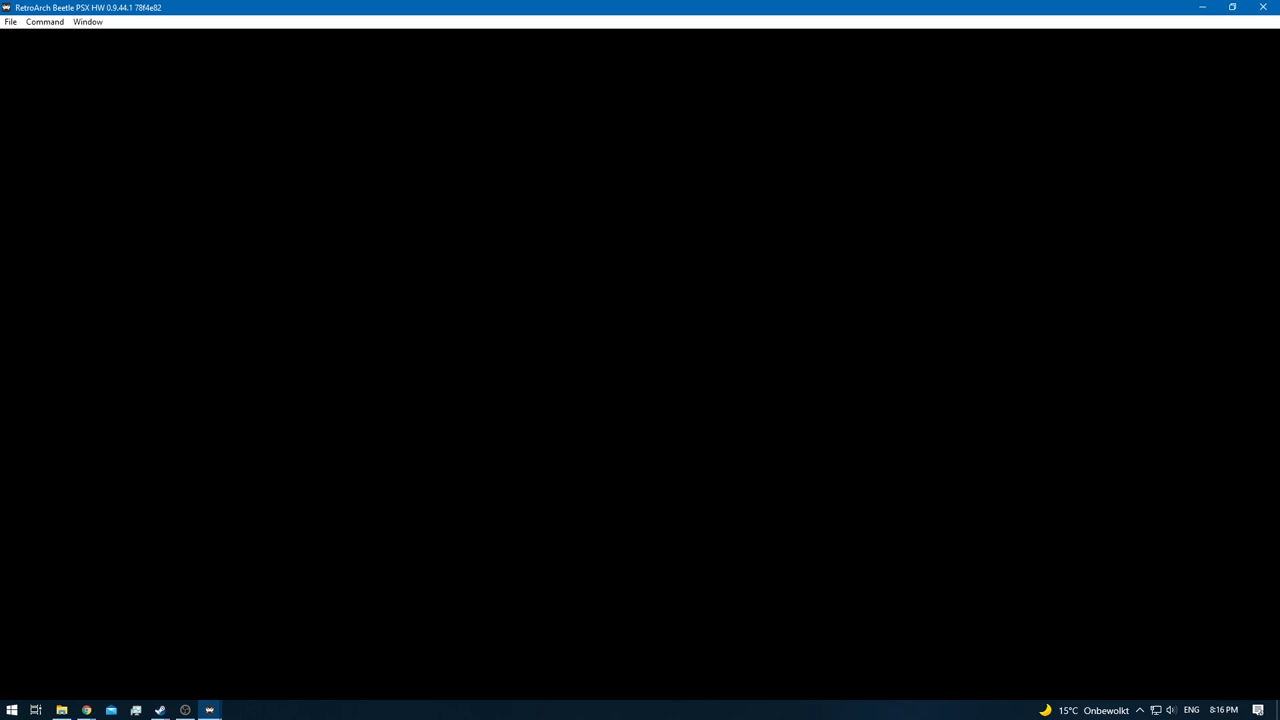 RetroArch Beetle PSX HW 0.9.44.1 78f4e82
File Command Window
15°C Onbewolkt ENG 8:16 PM